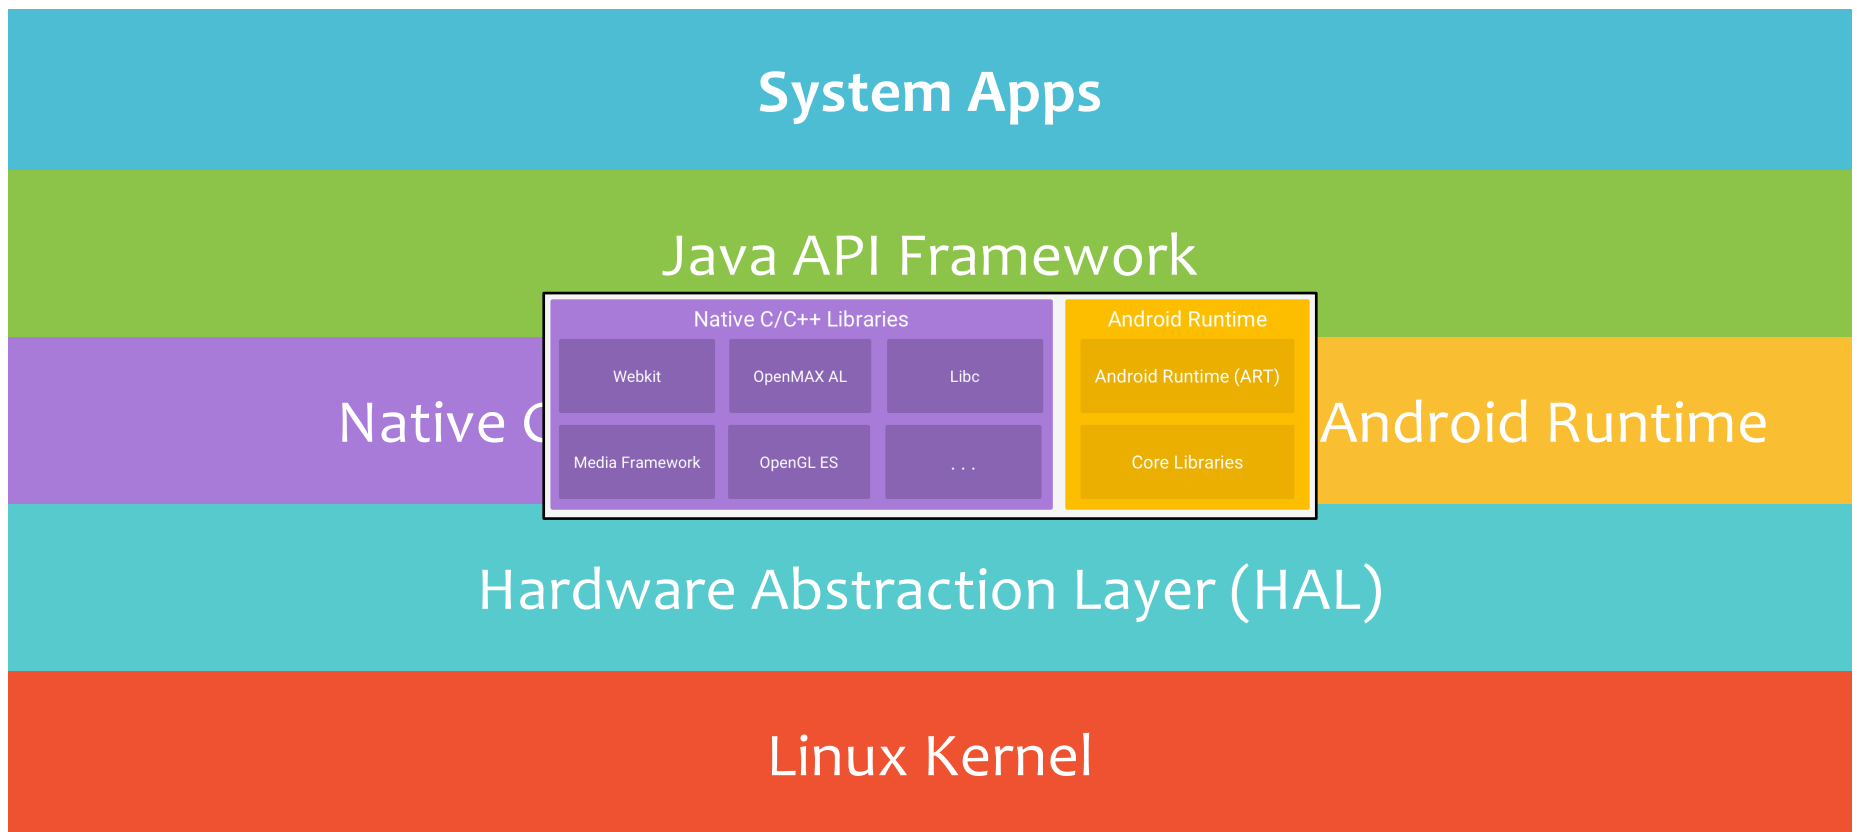 System Apps
Java API Framework
Native C/C++ Libraries
Android Runtime
Webkit
OpenMAX AL
Libc
Android Runtime (ART)
Native
Android Runtime
Media Framework
OpenGL ES
. . .
Core Libraries
Hardware Abstraction Layer (HAL)
Linux Kernel